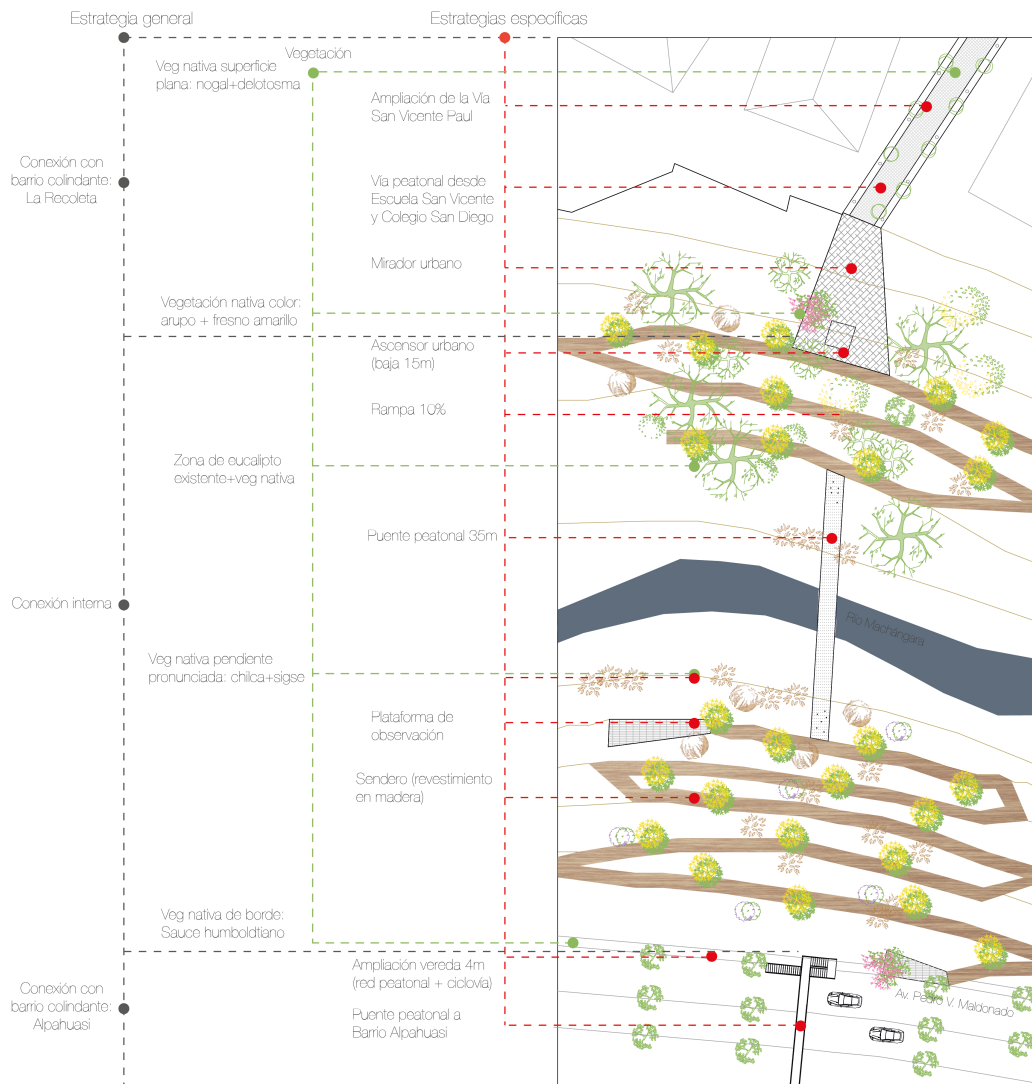 Estrategia general
Estrategias específicas
Vegetación
Veg nativa superficie
plana: nogal+delotosma
Ampliación de la Vía
San Vicente Paul
Conexión con
barrio colindante:
La Recoleta
Vía peatonal desde
Escuela San Vicente
y Colegio San Diego
Mirador urbano
Vegetación nativa color:
arupo + fresno amarillo
Ascensor urbano
(baja 15m)
Rampa 10%
Zona de eucalipto
existente+veg nativa
Puente peatonal 35m
Conexión interna
Río Machángara
Veg nativa pendiente
pronunciada: chilca+sigse
Plataforma de
observación
Sendero (revestimiento
en madera)
Veg nativa de borde:
Sauce humboldtiano
Ampliación vereda 4m
(red peatonal + ciclovía)
Conexión con
barrio colindante:
Alpahuasi
Puente peatonal a
Barrio Alpahuasi
Av. Pedro V. Maldonado